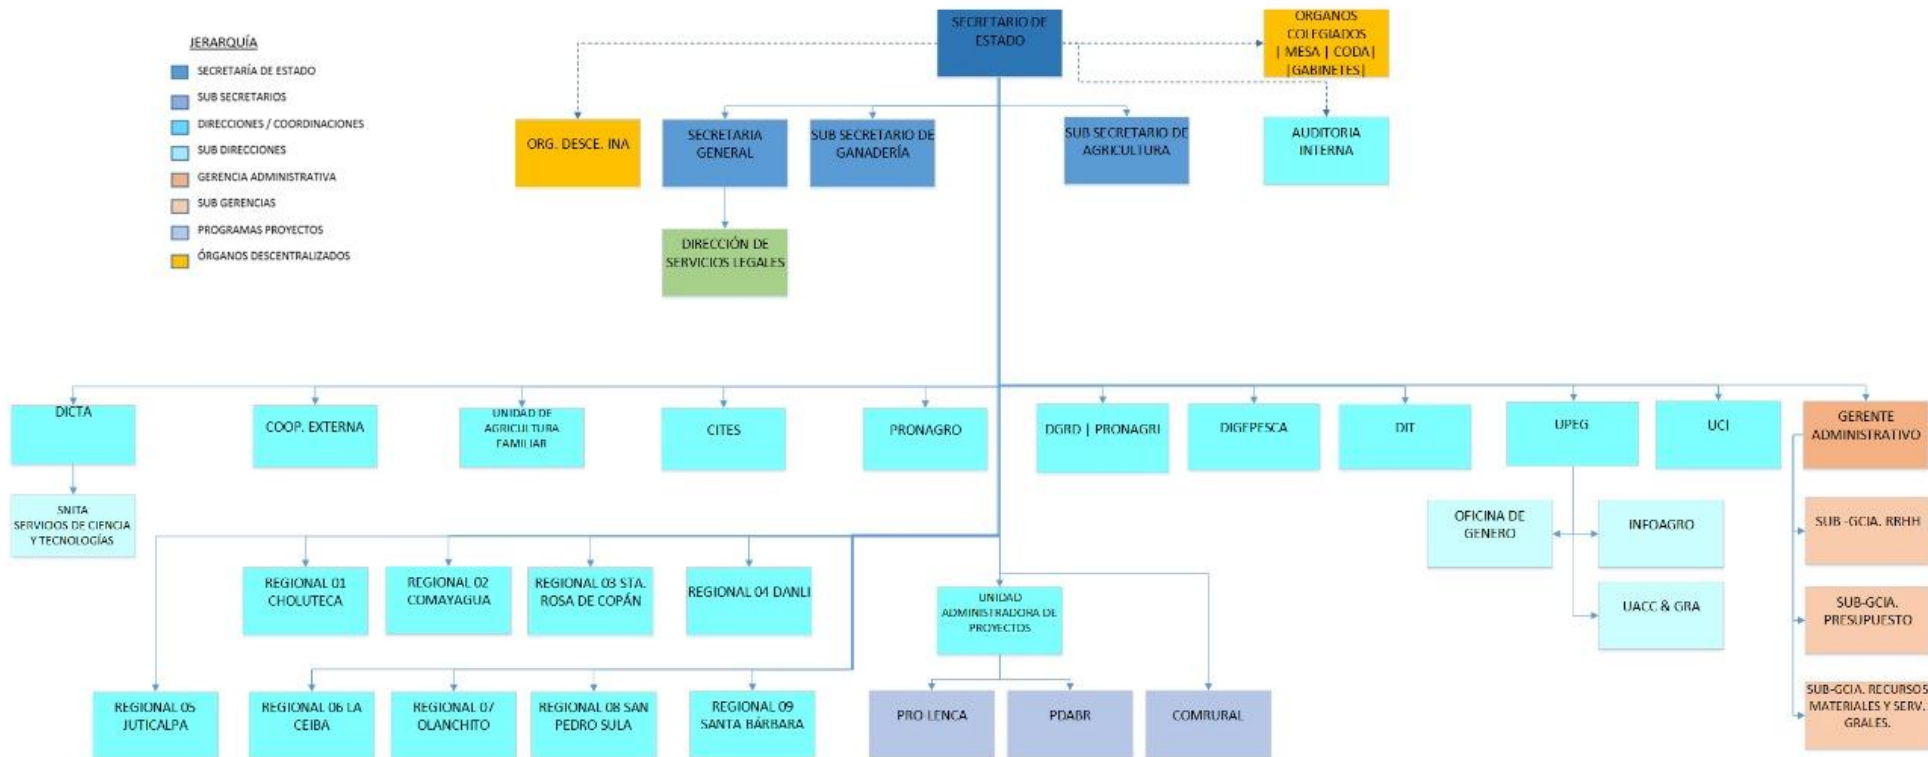 JERARQUÍA
SECRETARÍA DE ESTADO
SUB SECRETARIOS
DIRECCIONES / COORDINACIONES
SUB DIRECCIONES
GERENCIA ADMINISTRATIVA
SUB GERENCIAS
PROGRAMAS PROYECTOS
ÓRGANOS DESCENTRALIZADOS
SECRETARIO DE
ESTADO
ORGANOS
COLEGIADOS
| MESA | CODA|
|GABINETES|
ORG. DESCE. INA
SECRETARIA
GENERAL
SUB SECRETARIO DE
GANADERÍA
SUB SECRETARIO DE
AGRICULTURA
AUDITORIA
INTERNA
DIRECCIÓN DE
SERVICIOS LEGALES
DICTA
COOP. EXTERNA
UNIDAD DE
AGRICULTURA
FAMILIAR
CITES
PRONAGRO
DGRD | PRONAGRI
DIGEPESCA
DIT
UPEG
UCI
GERENTE
ADMINISTRATIVO
SNITA
SERVICIOS DE CIENCIA
Y TECNOLOGÍAS
OFICINA DE
GENERO
INFOAGRO
SUB -GCIA. RRHH
REGIONAL 01
CHOLUTECA
REGIONAL 02
COMAYAGUA
REGIONAL 03 STA.
ROSA DE COPÁN
REGIONAL 04 DANLI
UNIDAD
ADMINISTRADORA DE
PROYECTOS
UACC & GRA
SUB-GCIA.
PRESUPUESTO
REGIONAL 05
JUTICALPA
REGIONAL 06 LA
CEIBA
REGIONAL 07
OLANCHITO
REGIONAL 08 SAN
PEDRO SULA
REGIONAL 09
SANTA BÁRBARA
PRO LENCA
PDABR
COMRURAL
SUB-GCIA. RECURSOS
MATERIALES Y SERV.
GRALES.